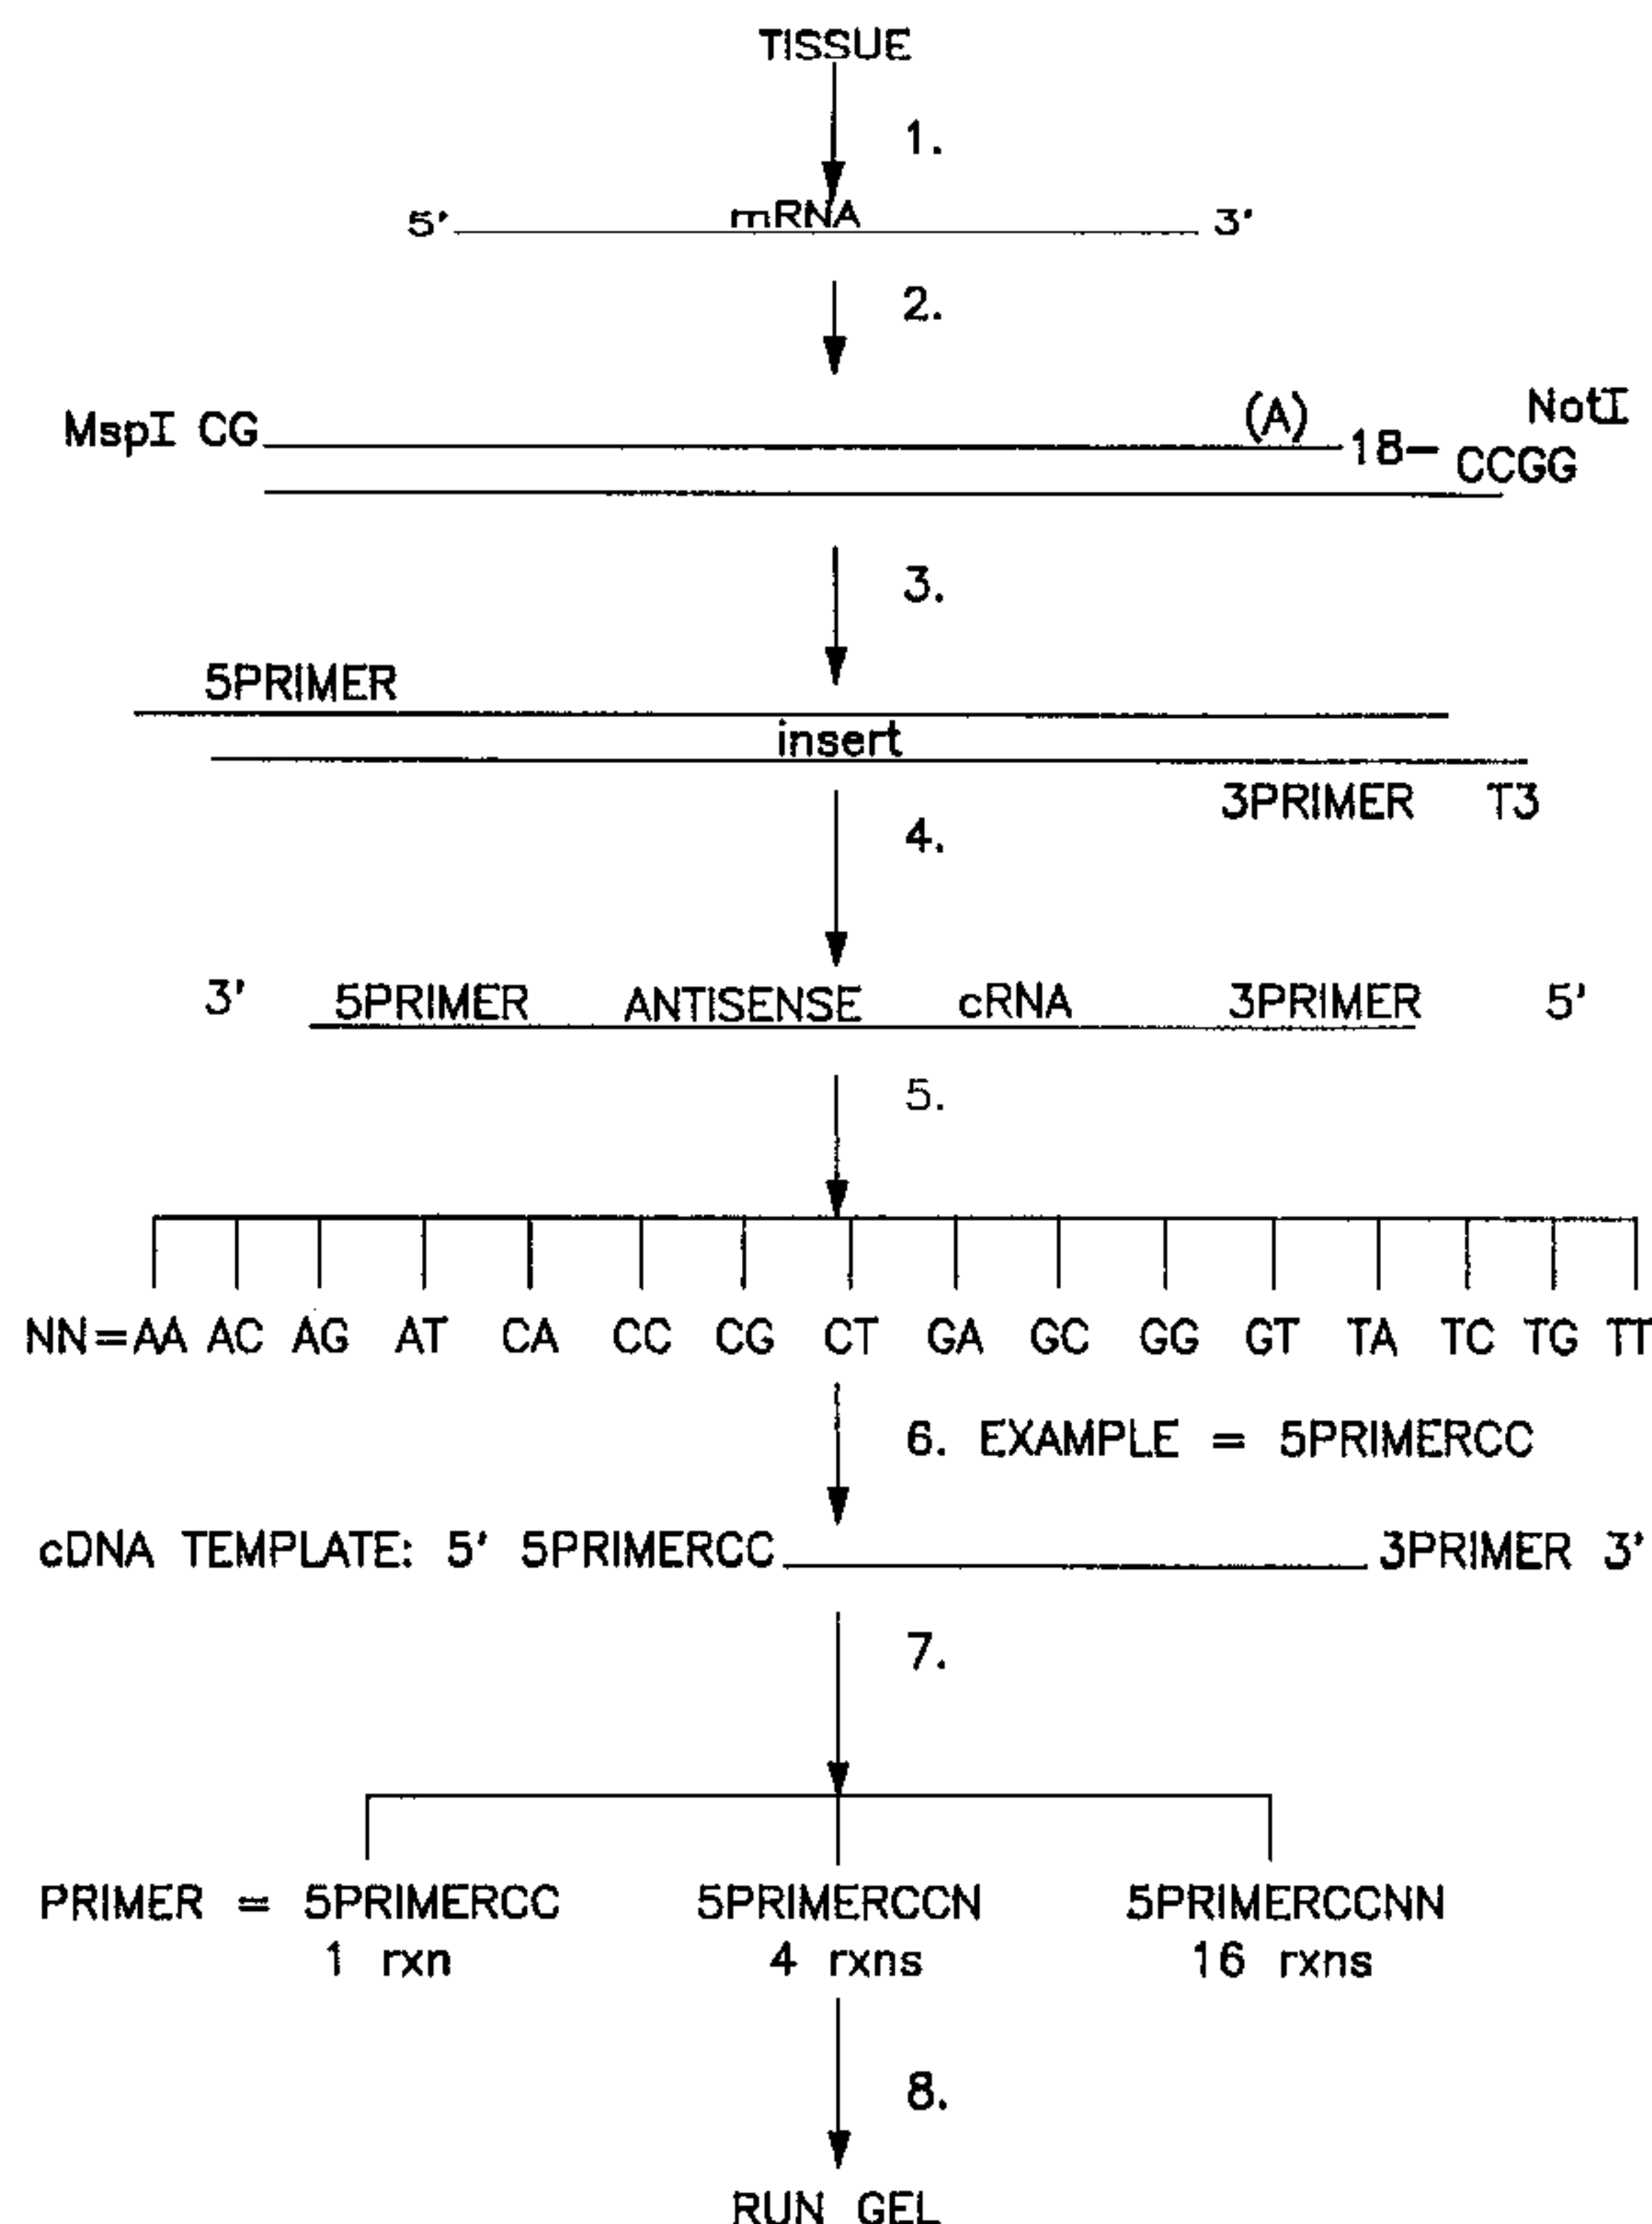 TISSUE
1.
5' mRNA 3'
2.
MspI CG (A) 18- CCGG NotI
3.
5PRIMER
insert
3PRIMER T3
4.
3' 5PRIMER ANTISENSE cRNA 3PRIMER 5'
5.
NN=AA AC AG AT CA CC CG CT GA GC GG GT TA TC TG TT
6. EXAMPLE = 5PRIMERCC
cDNA TEMPLATE: 5' 5PRIMERCC 3PRIMER 3'
7.
PRIMER = 5PRIMERCC 5PRIMERCCN 5PRIMERCCNN
1 rxn 4 rxns 16 rxns
8.
RUN GEL